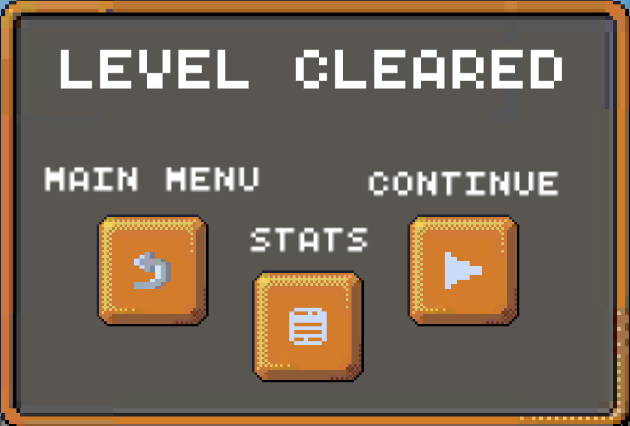 LEVEL CLEARED
MAIN MENU
CONTINUE
STATS